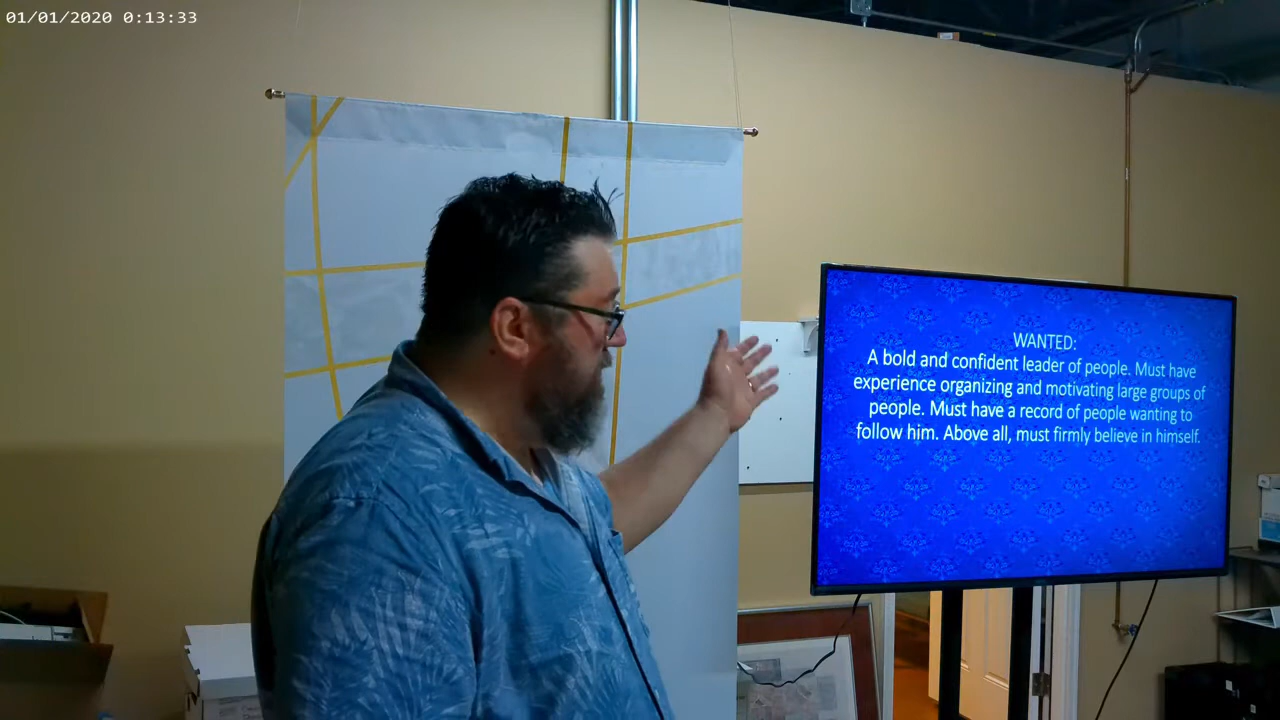 01/01/2020 0:13:33
WANTED:
A bold and confident leader of people. Must have
experience organizing and motivating large groups of
people. Must have a record of people wanting to
follow him. Above all, must firmly believe in himself.